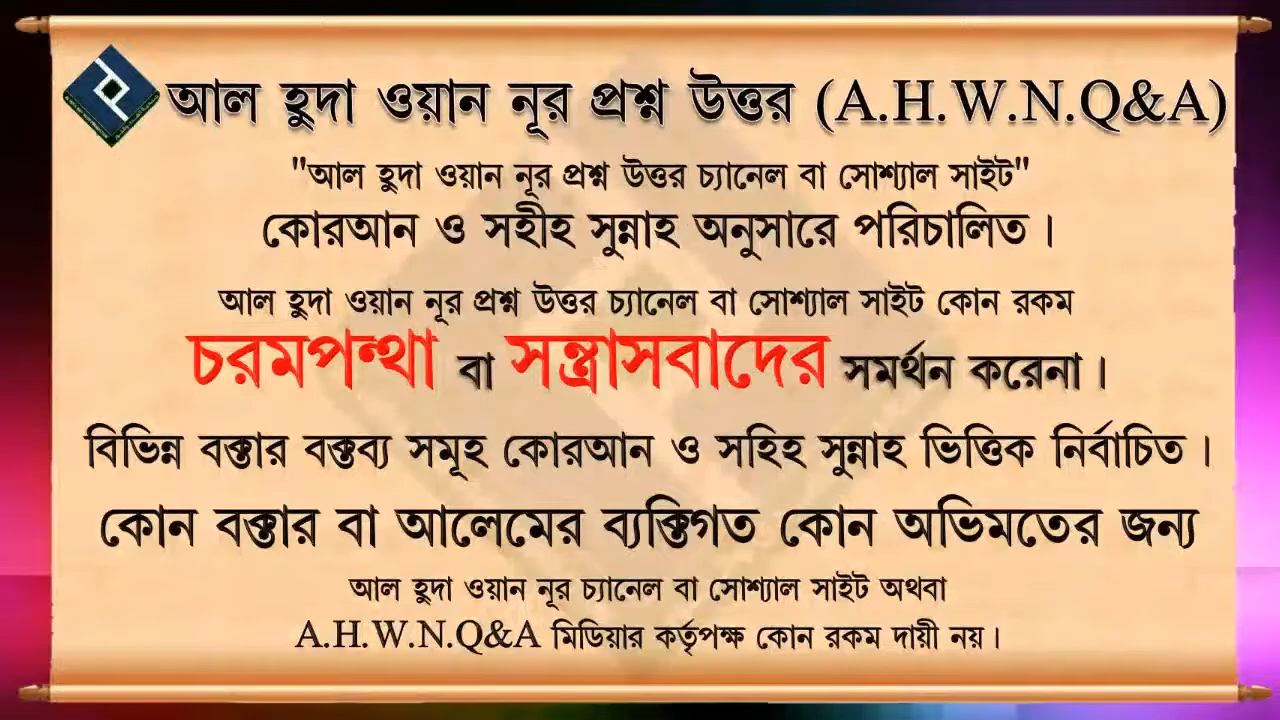 আল হুদা ওয়ান নূর প্রশ্ন উত্তর (A.H.W.N.Q&A)
"আল হুদা ওয়ান নূর প্রশ্ন উত্তর চ্যানেল বা সোশ্যাল সাইট"
কোরআন ও সহীহ সুন্নাহ অনুসারে পরিচালিত।
আল হুদা ওয়ান নূর প্রশ্ন উত্তর চ্যানেল বা সোশ্যাল সাইট কোন রকম
চরমপন্থা বা সন্ত্রাসবাদের সমর্থন করেনা।
বিভিন্ন বক্তার বক্তব্য সমূহ কোরআন ও সহিহ সুন্নাহ ভিত্তিক নির্বাচিত।
কোন বক্তার বা আলেমের ব্যক্তিগত কোন অভিমতের জন্য
আল হুদা ওয়ান নূর চ্যানেল বা সোশ্যাল সাইট অথবা
A.H.W.N.Q&A মিডিয়ার কর্তৃপক্ষ কোন রকম দায়ী নয়।